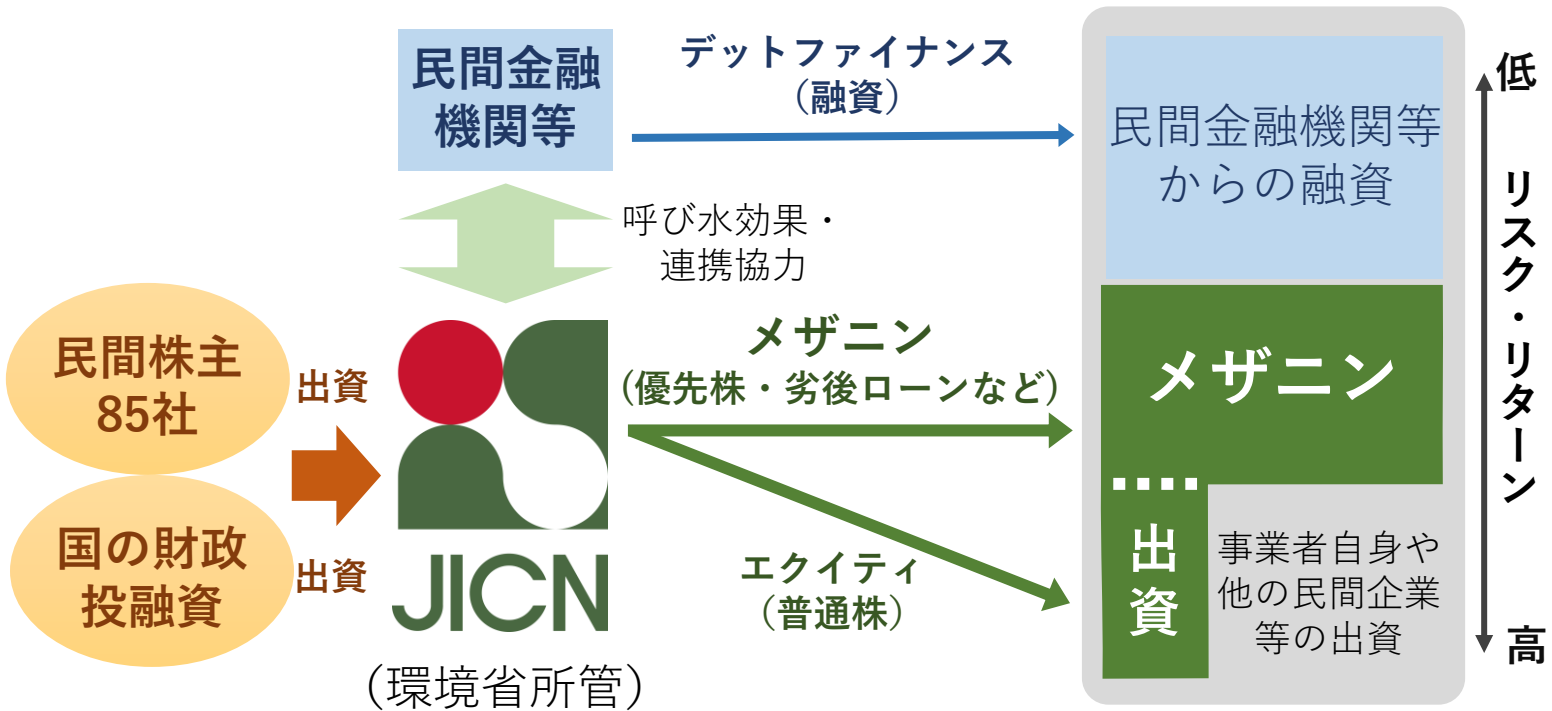 民間株主
85社
出資
国の財政
投融資
出資
民間金融
機関等
呼び水効果・
連携協力
JICN
（環境省所管）
デットファイナンス
（融資）
メザニン
(優先株・劣後ローンなど)
エクイティ
（普通株）
民間金融機関等
からの融資
メザニン
出資
事業者自身や
他の民間企業
等の出資
低
リスク・リターン
高